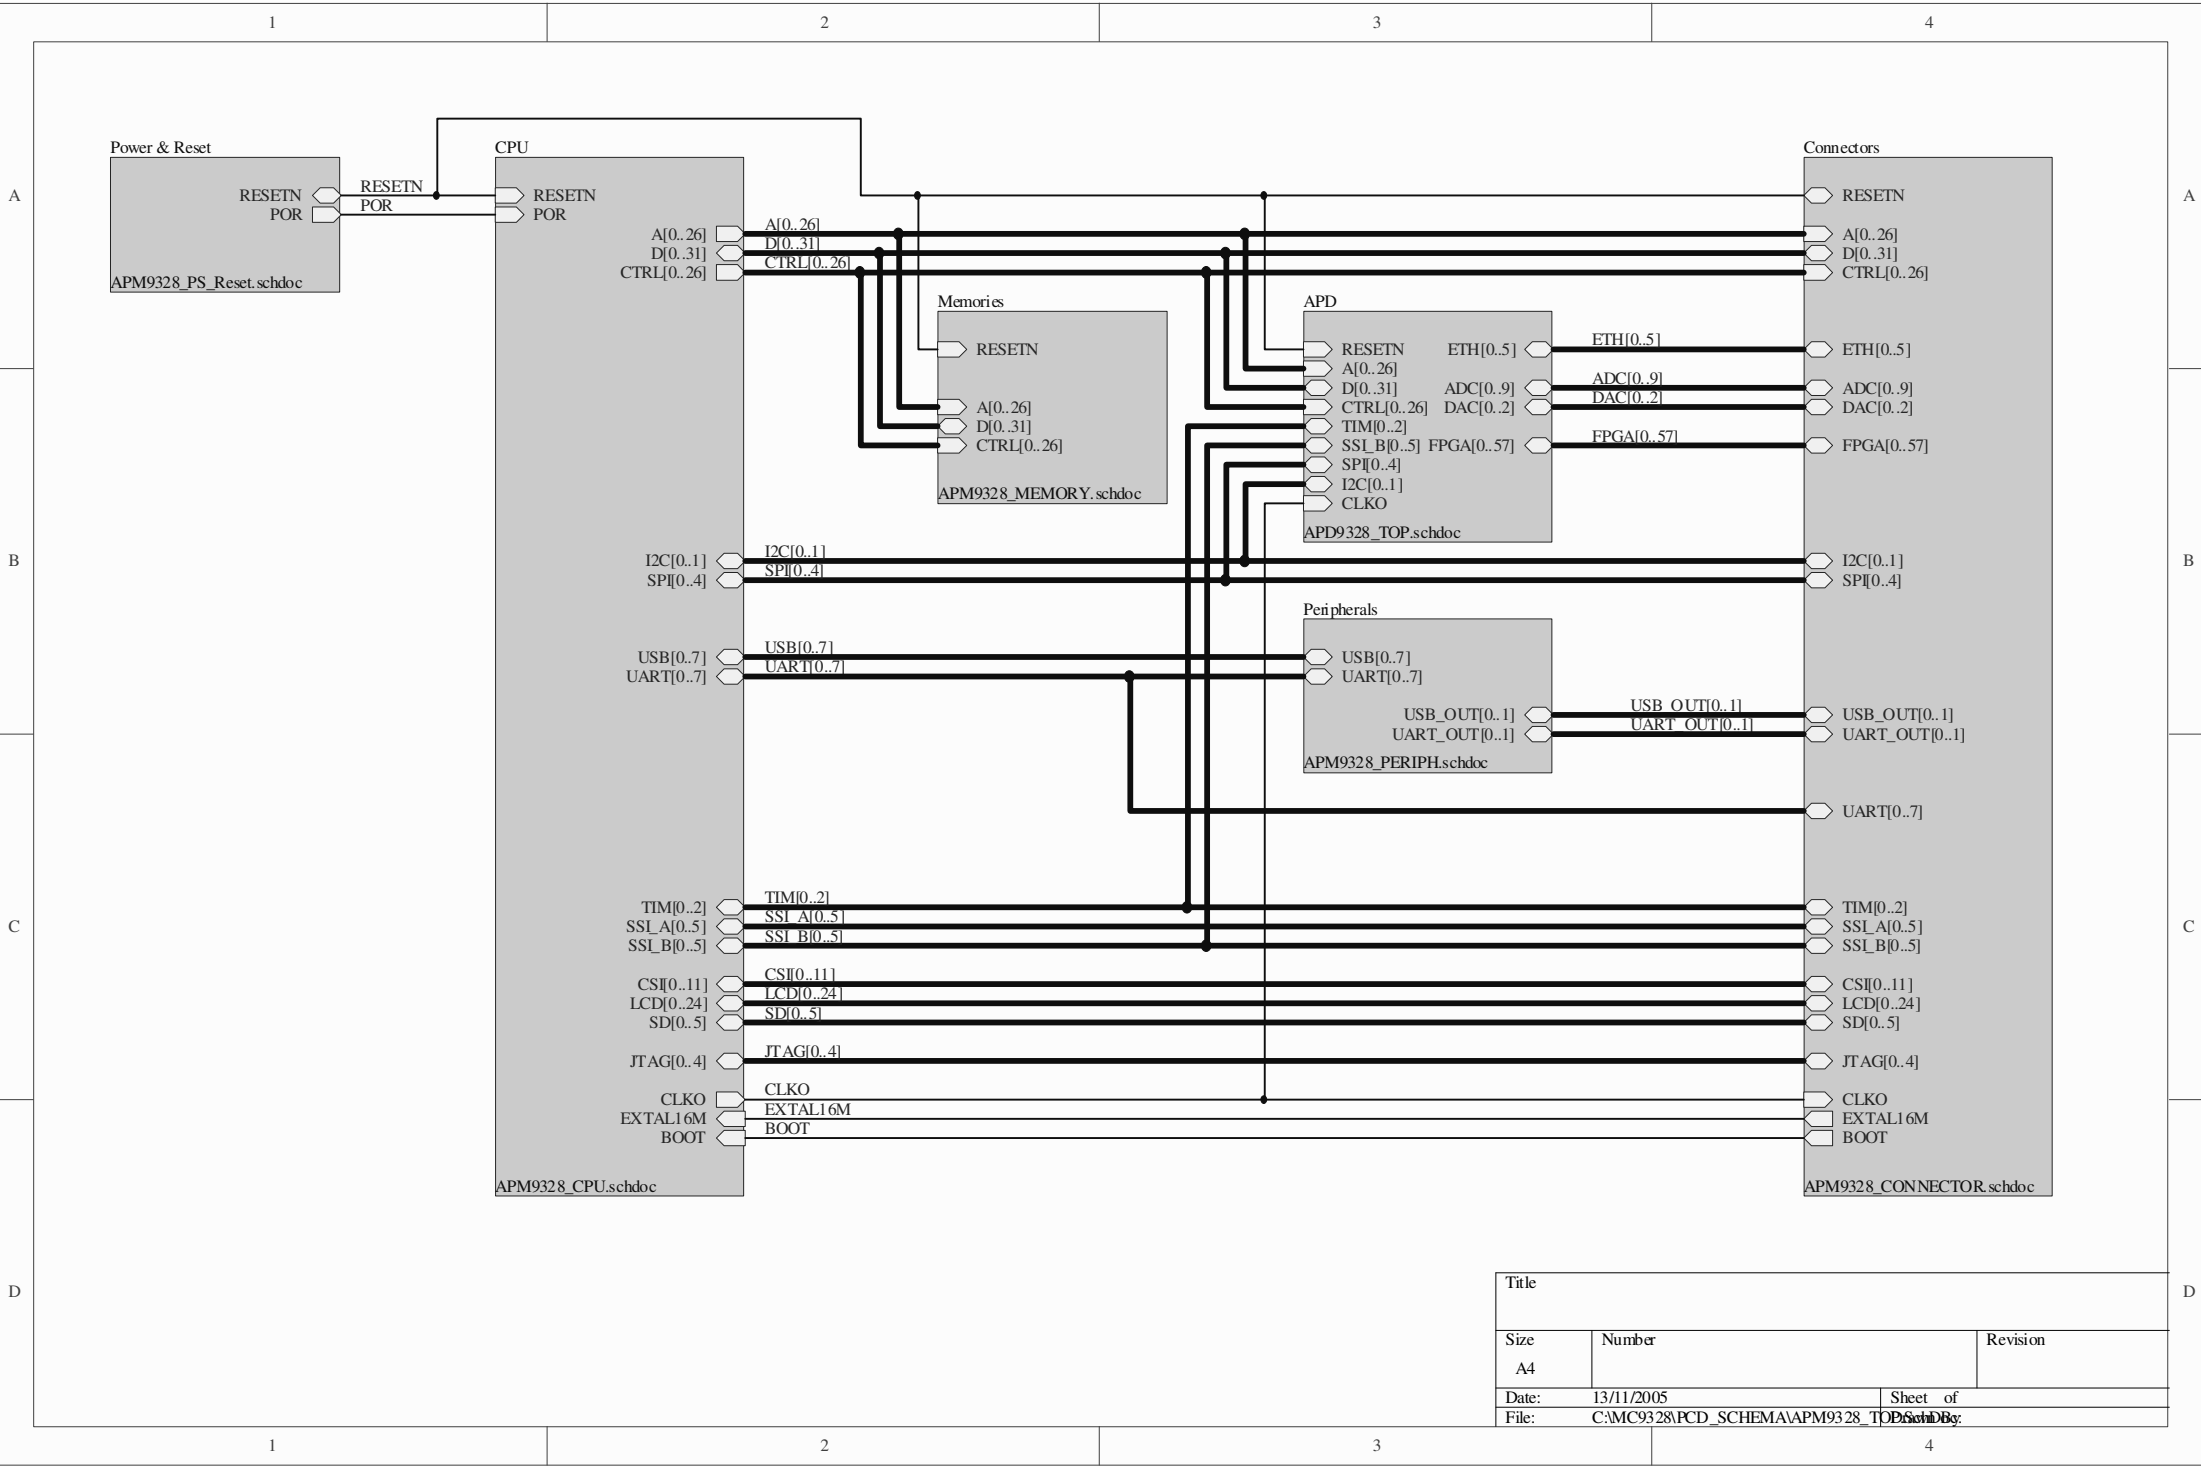 1 2 3 4
A A
B B
C C
D D
Power & Reset
RESETN
POR
APM9328_PS_Reset.schdoc
RESETN
POR
CPU
RESETN
POR
A[0..26]
D[0..31]
CTRL[0..26]
I2C[0..1]
SPI[0..4]
USB[0..7]
UART[0..7]
TIM[0..2]
SSI_A[0..5]
SSI_B[0..5]
CSI[0..11]
LCD[0..24]
SD[0..5]
JTAG[0..4]
CLKO
EXTAL16M
BOOT
APM9328_CPU.schdoc
A[0..26]
D[0..31]
CTRL[0..26]
I2C[0..1]
SPI[0..4]
USB[0..7]
UART[0..7]
TIM[0..2]
SSI_A[0..5]
SSI_B[0..5]
CSI[0..11]
LCD[0..24]
SD[0..5]
JTAG[0..4]
CLKO
EXTAL16M
BOOT
Memories
RESETN
A[0..26]
D[0..31]
CTRL[0..26]
APM9328_MEMORY.schdoc
APD
RESETN ETH[0..5]
A[0..26]
D[0..31] ADC[0..9]
CTRL[0..26] DAC[0..2]
TIM[0..2]
SSI_B[0..5] FPGA[0..57]
SPI[0..4]
I2C[0..1]
CLKO
APD9328_TOP.schdoc
ETH[0..5]
ADC[0..9]
DAC[0..2]
FPGA[0..57]
Peripherals
USB[0..7]
UART[0..7]
USB_OUT[0..1]
UART_OUT[0..1]
APM9328_PERIPH.schdoc
USB_OUT[0..1]
UART_OUT[0..1]
Connectors
RESETN
A[0..26]
D[0..31]
CTRL[0..26]
ETH[0..5]
ADC[0..9]
DAC[0..2]
FPGA[0..57]
I2C[0..1]
SPI[0..4]
USB_OUT[0..1]
UART_OUT[0..1]
UART[0..7]
TIM[0..2]
SSI_A[0..5]
SSI_B[0..5]
CSI[0..11]
LCD[0..24]
SD[0..5]
JTAG[0..4]
CLKO
EXTAL16M
BOOT
APM9328_CONNECTOR.schdoc
Title
Size Number Revision
A4
Date: 13/11/2005 Sheet of
File: C:\MC9328\PCD_SCHEMA\APM9328_TOP.SchDoc Drawn By:
1 2 3 4